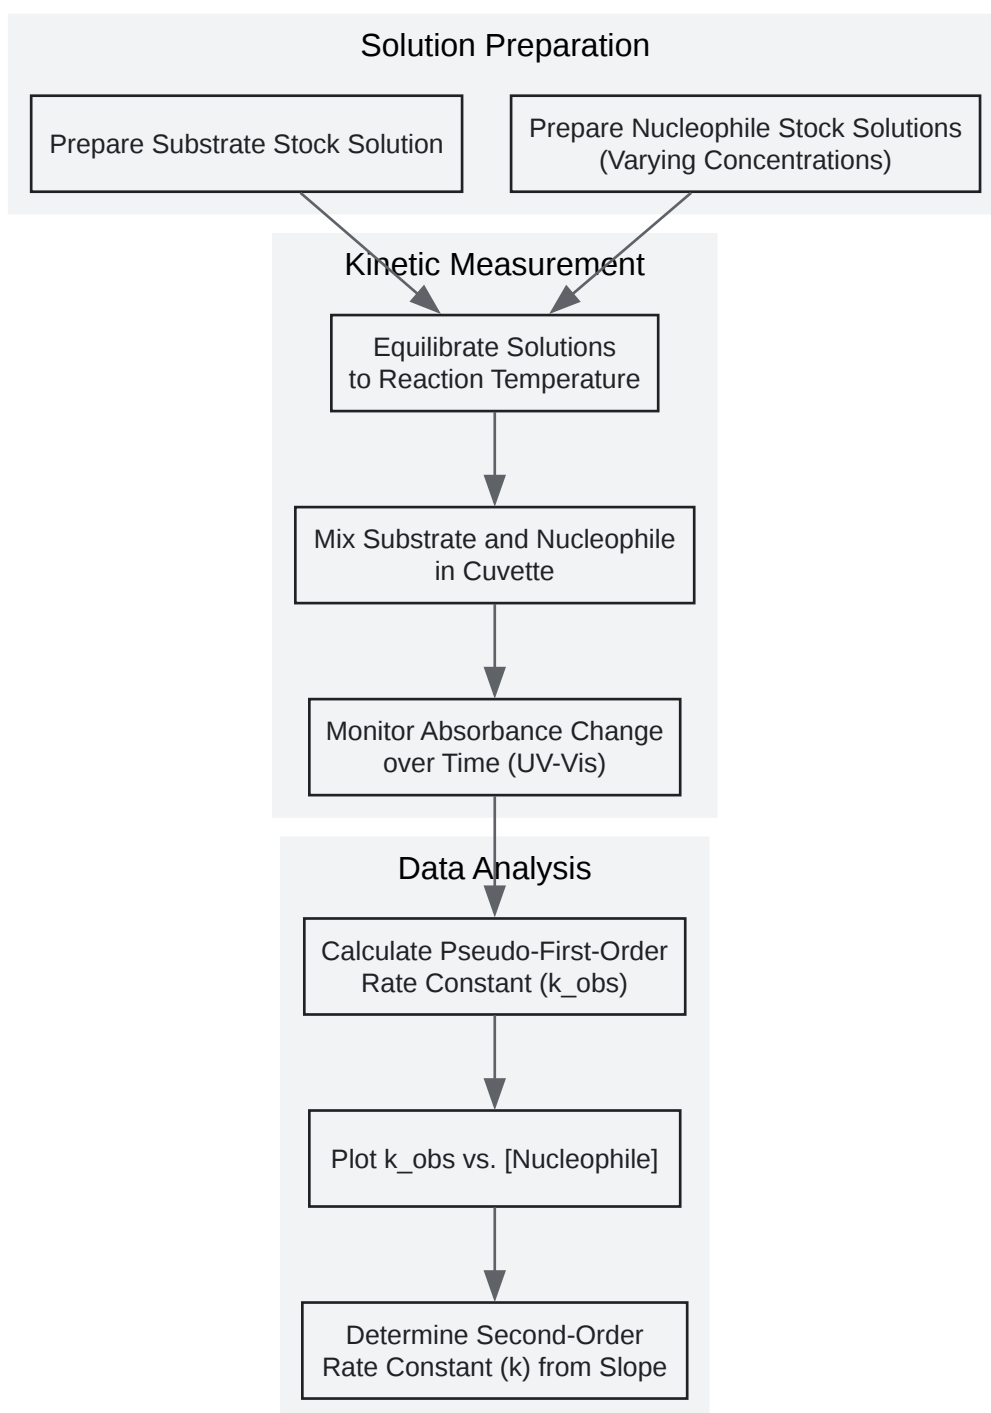 Solution Preparation
Prepare Substrate Stock Solution
Prepare Nucleophile Stock Solutions
(Varying Concentrations)
Kinetic Measurement
Equilibrate Solutions
to Reaction Temperature
Mix Substrate and Nucleophile
in Cuvette
Monitor Absorbance Change
over Time (UV-Vis)
Data Analysis
Calculate Pseudo-First-Order
Rate Constant (k_obs)
Plot k_obs vs. [Nucleophile]
Determine Second-Order
Rate Constant (k) from Slope